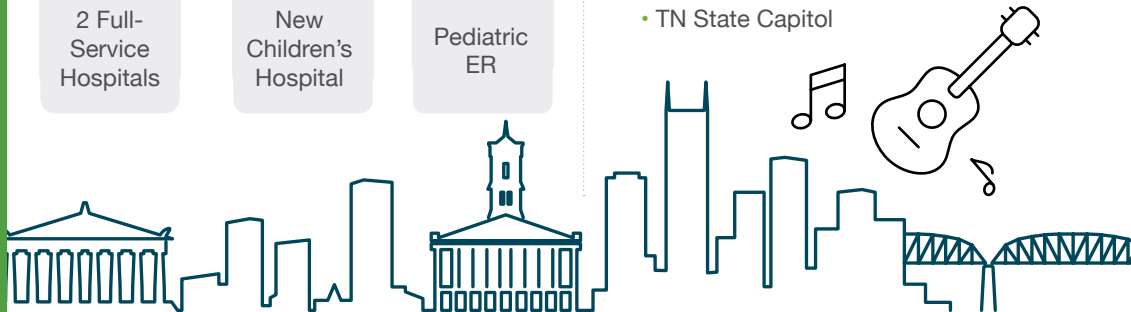 2 Full-
Service
Hospitals
New
Children’s
Hospital
Pediatric
ER
• TN State Capitol